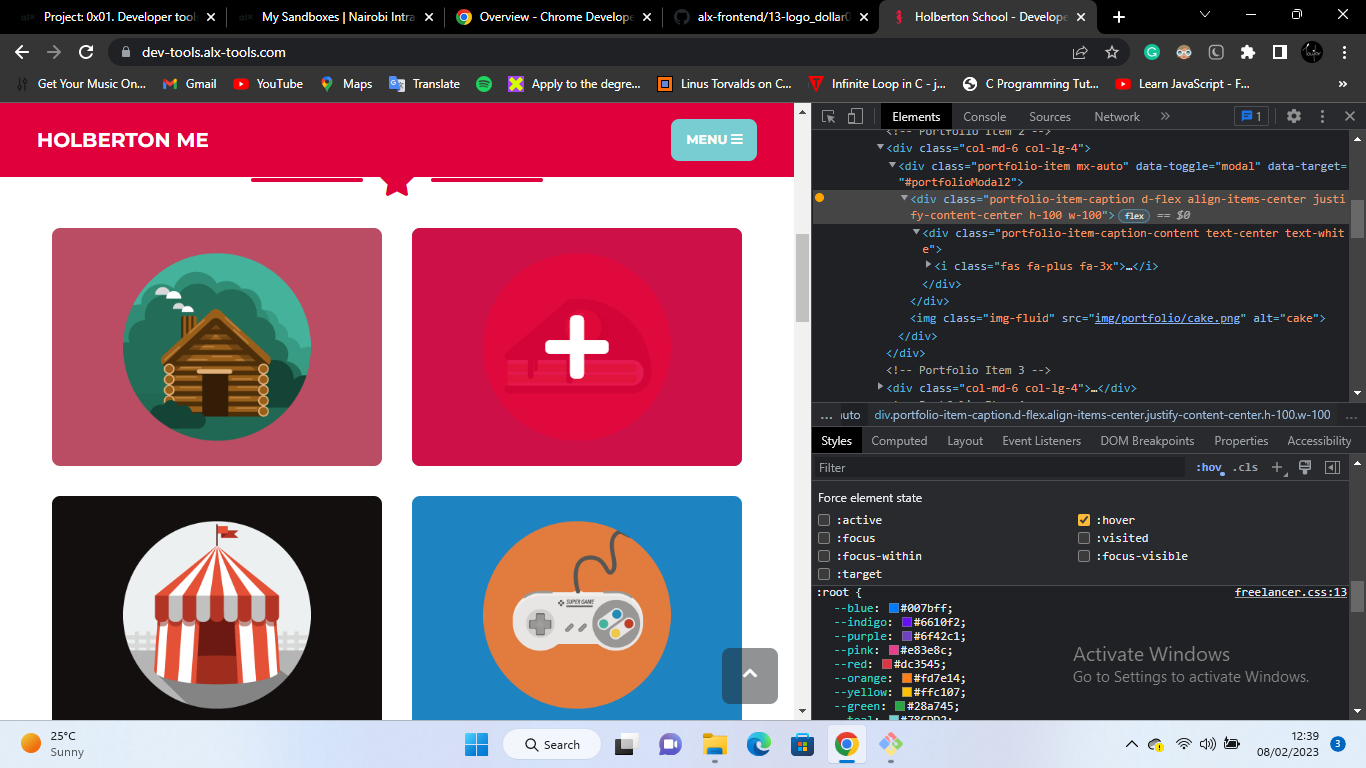 Project: 0x01. Developer tool
My Sandboxes | Nairobi Intra
Overview - Chrome Develope
alx-frontend/13-logo_dollar0
Holberton School - Develope
dev-tools.alx-tools.com
Get Your Music On...
Gmail
YouTube
Maps
Translate
Apply to the degre...
Linus Torvalds on C...
Infinite Loop in C - j...
C Programming Tut...
Learn JavaScript - F...
»
HOLBERTON ME
MENU
SUPER GAME
Elements
Console
Sources
Network
»
1
<!-- Portfolio Item 2 -->
<div class="col-md-6 col-lg-4">
<div class="portfolio-item mx-auto" data-toggle="modal" data-target=
"#portfolioModal2">
<div class="portfolio-item-caption d-flex align-items-center justi
fy-content-center h-100 w-100"> flex == $0
<div class="portfolio-item-caption-content text-center text-whit
e">
<i class="fas fa-plus fa-3x">…</i>
</div>
</div>
<img class="img-fluid" src="img/portfolio/cake.png" alt="cake">
</div>
</div>
<!-- Portfolio Item 3 -->
<div class="col-md-6 col-lg-4">…</div>
... auto div.portfolio-item-caption.d-flex.align-items-center.justify-content-center.h-100.w-100 ...
Styles
Computed
Layout
Event Listeners
DOM Breakpoints
Properties
Accessibility
Filter
:hov
.cls
Force element state
:active
:hover
:focus
:visited
:focus-within
:focus-visible
:target
:root {
freelancer.css:13
--blue: #007bff;
--indigo: #6610f2;
--purple: #6f42c1;
--pink: #e83e8c;
--red: #dc3545;
--orange: #fd7e14;
--yellow: #ffc107;
--green: #28a745;
Activate Windows
Go to Settings to activate Windows.
25°C
Sunny
Search
12:39
08/02/2023
3